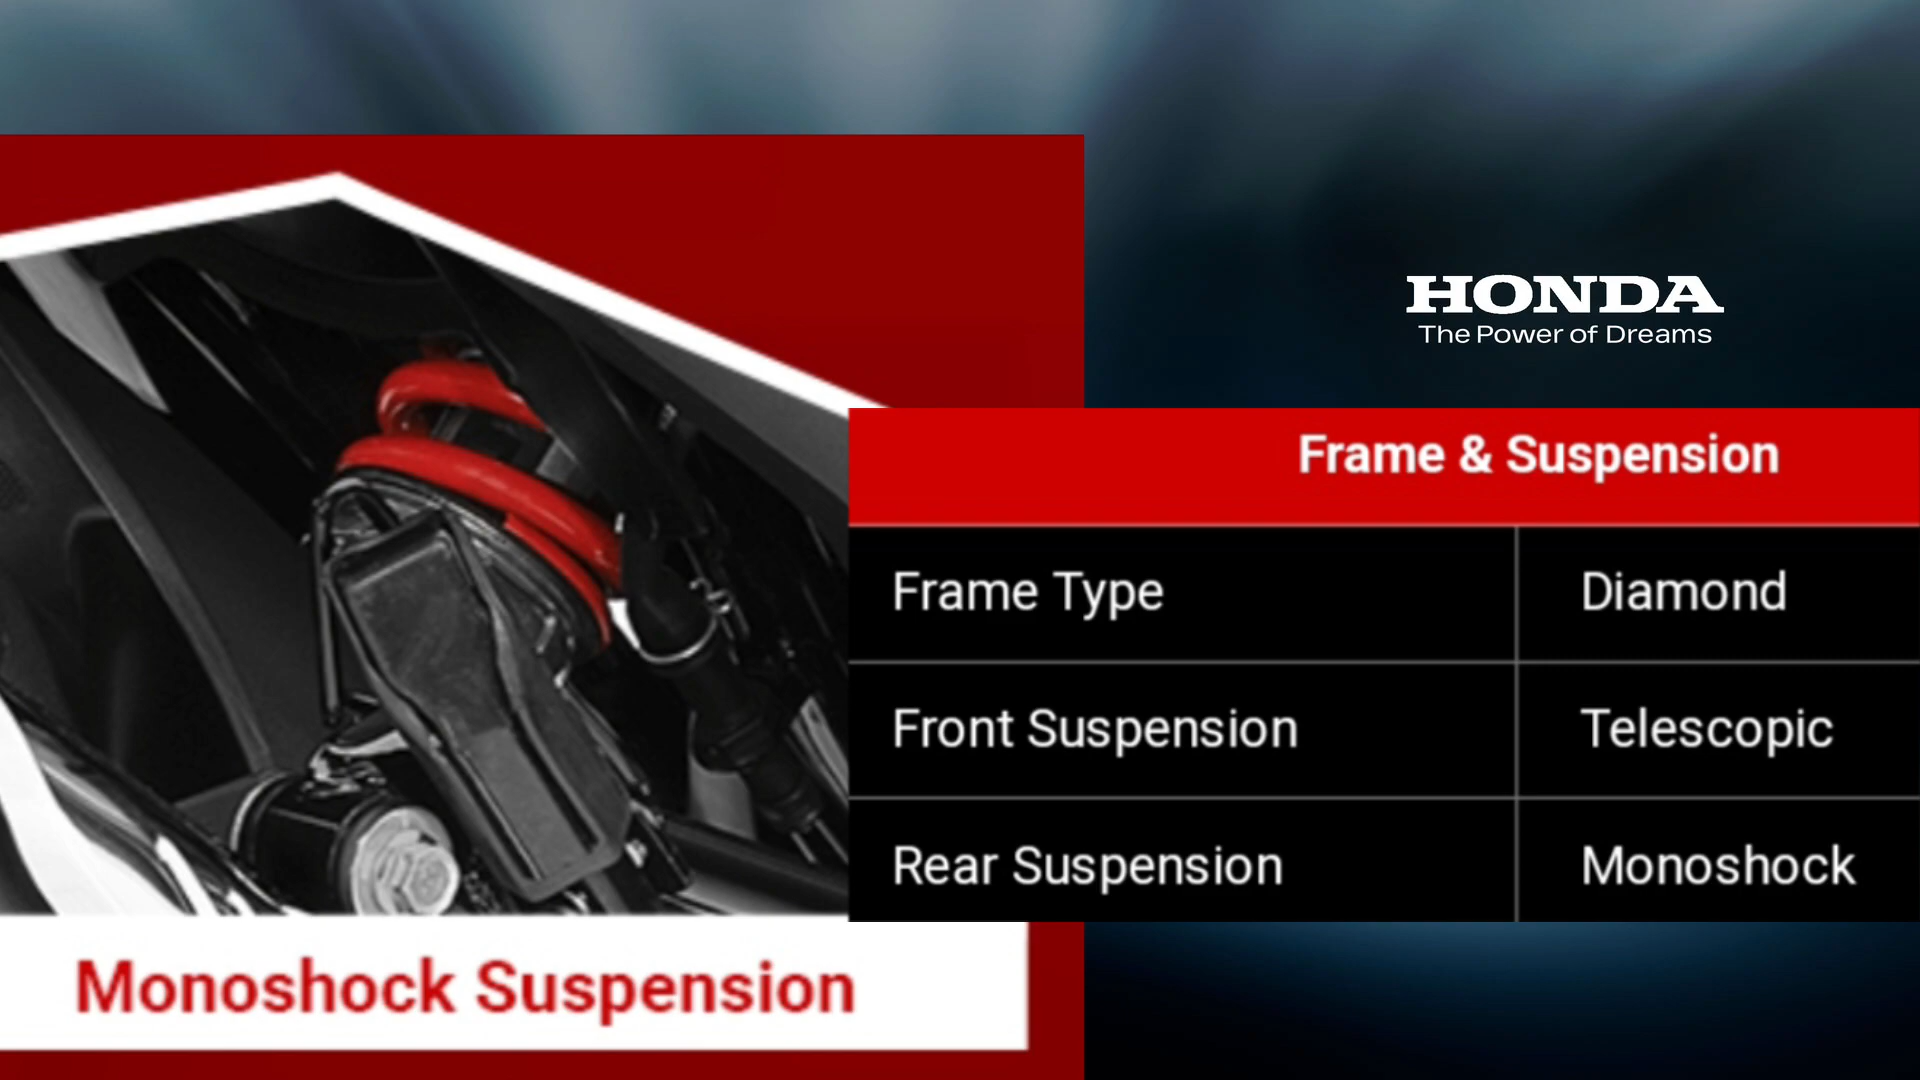 HONDA
The Power of Dreams
Frame & Suspension
Frame Type Diamond
Front Suspension Telescopic
Rear Suspension Monoshock
Monoshock Suspension